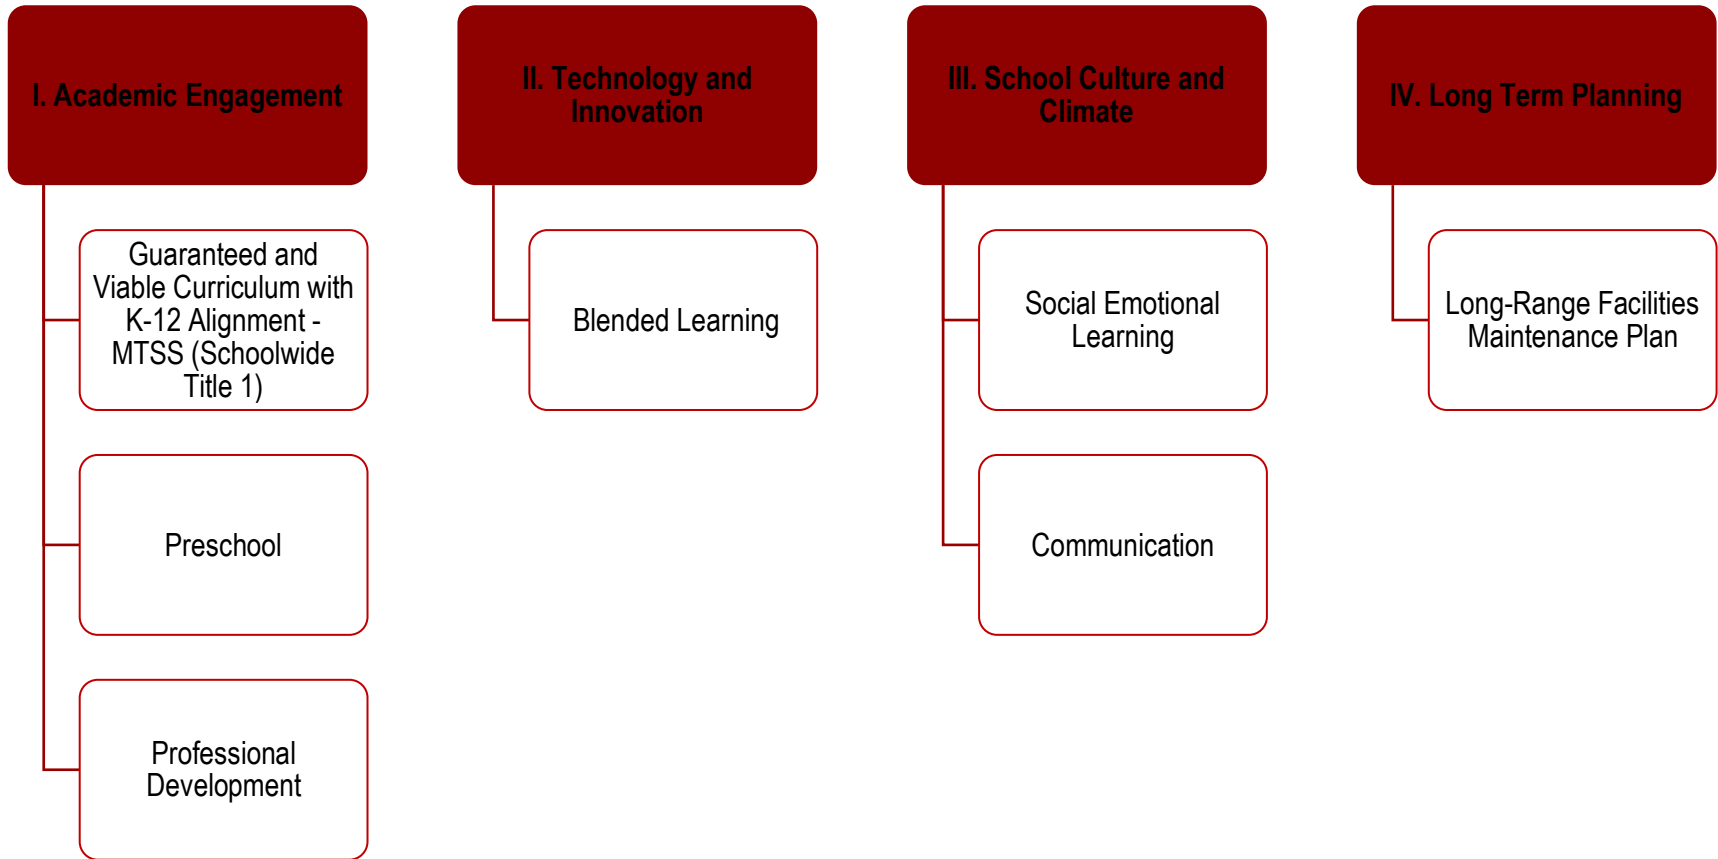 I. Academic Engagement
Guaranteed and
Viable Curriculum with
K-12 Alignment -
MTSS (Schoolwide
Title 1)
Preschool
Professional
Development
II. Technology and
Innovation
Blended Learning
III. School Culture and
Climate
Social Emotional
Learning
Communication
IV. Long Term Planning
Long-Range Facilities
Maintenance Plan